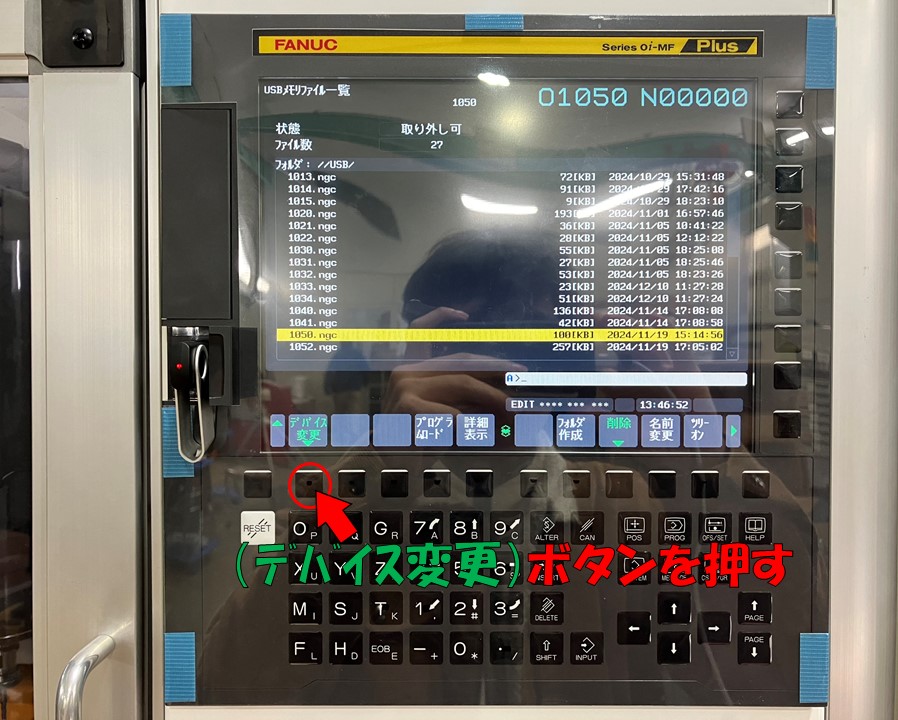 FANUC
Series 0i-MF Plus
USBメモリファイル一覧
1050
O1050 N00000
状態 取り外し可
ファイル数 27
フォルダ: //USB/
1013.ngc 72[KB] 2024/10/29 15:31:48
1014.ngc 91[KB] 2024/10/29 17:42:16
1015.ngc 9[KB] 2024/10/29 18:23:10
1020.ngc 193[KB] 2024/11/01 16:57:46
1021.ngc 36[KB] 2024/11/05 10:41:22
1022.ngc 28[KB] 2024/11/05 12:12:22
1030.ngc 55[KB] 2024/11/05 18:25:08
1031.ngc 27[KB] 2024/11/05 18:25:46
1032.ngc 53[KB] 2024/11/05 18:23:26
1033.ngc 23[KB] 2024/12/10 11:27:28
1034.ngc 51[KB] 2024/12/10 11:27:24
1040.ngc 136[KB] 2024/11/14 17:08:08
1041.ngc 42[KB] 2024/11/14 17:08:58
1050.ngc 100[KB] 2024/11/19 15:14:56
1052.ngc 257[KB] 2024/11/19 17:05:02
A>_
EDIT **** *** *** 13:46:52
デバイス変更
プログラムロード
詳細表示
フォルダ作成
削除
名前変更
ツリーオン
RESET
O P
Q
G R
7 A
8 B
9 C
ALTER
CAN
POS
PROG
OFS/SET
HELP
(デバイス変更)ボタンを押す
X U
Y
M I
S J
T K
1 ,
2 #
3 =
DELETE
PAGE
F L
H D
EOB E
- +
0 *
. /
SHIFT
INPUT
PAGE